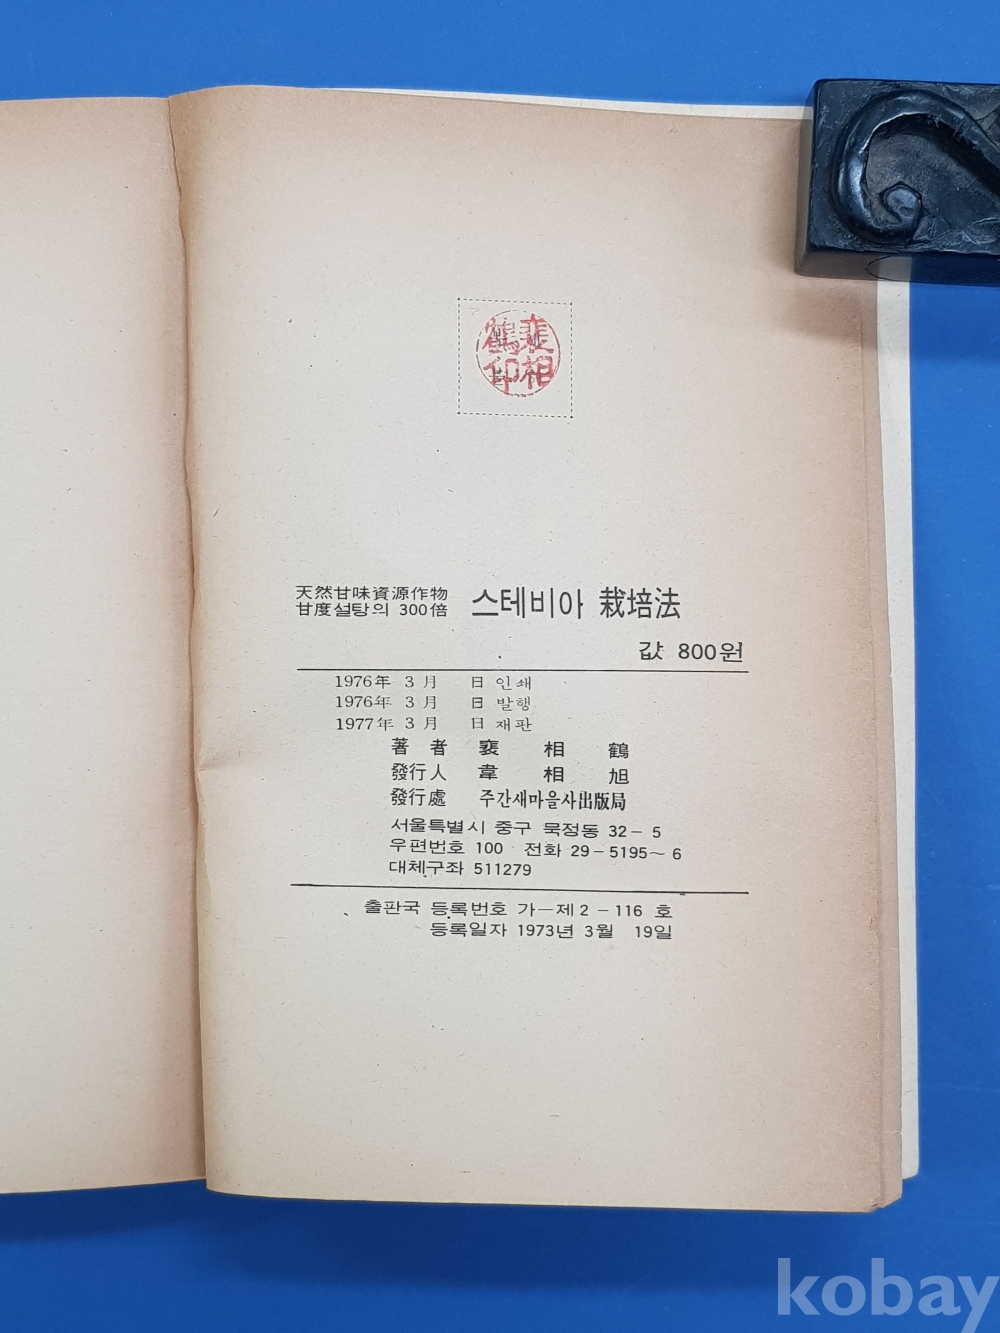 裵相鶴印
天然甘味資源作物
甘度설탕의 300倍
스테비아 栽培法
값 800원
1976年 3 月 日 인쇄
1976年 3 月 日 발행
1977年 3 月 日 재판
著 者 裵 相 鶴
發行人 韋 相 旭
發行處 주간새마을사出版局
서울특별시 중구 묵정동 32-5
우편번호 100 전화 29-5195~6
대체구좌 511279
출판국 등록번호 가-제2-116 호
등록일자 1973년 3월 19일
kobay